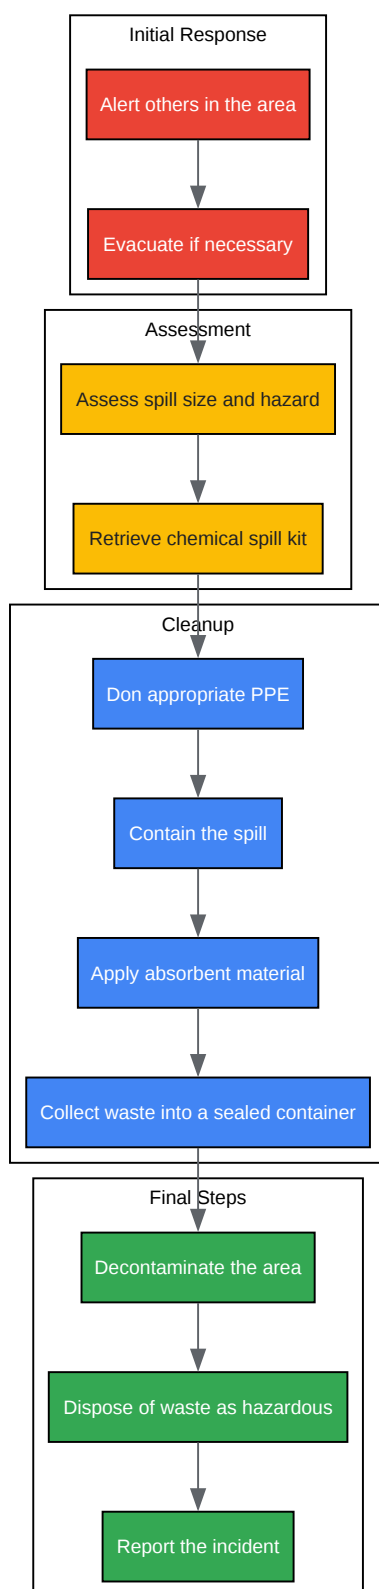 Initial Response
Alert others in the area
Evacuate if necessary
Assessment
Assess spill size and hazard
Retrieve chemical spill kit
Cleanup
Don appropriate PPE
Contain the spill
Apply absorbent material
Collect waste into a sealed container
Final Steps
Decontaminate the area
Dispose of waste as hazardous
Report the incident